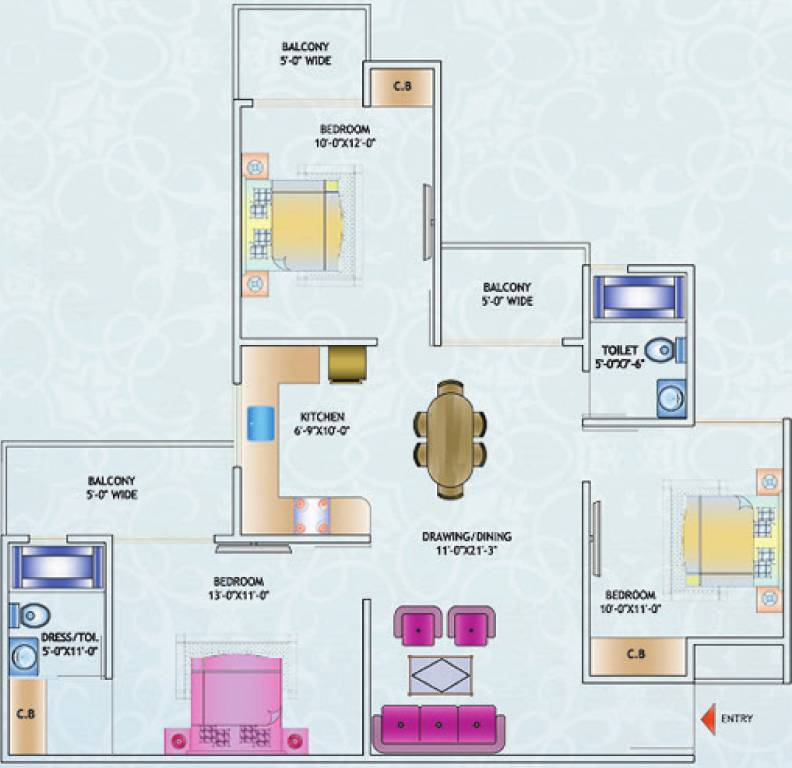 BALCONY
5'-0" WIDE
C.B
BEDROOM
10'-0"X12'-0"
BALCONY
5'-0" WIDE
TOILET
5'-0"X7'-6"
KITCHEN
6'-9"X10'-0"
BALCONY
5'-0" WIDE
DRAWING/DINING
11'-0"X21'-3"
BEDROOM
13'-0"X11'-0"
BEDROOM
10'-0"X11'-0"
DRESS/TOI.
5'-0"X11'-0"
C.B
C.B
ENTRY